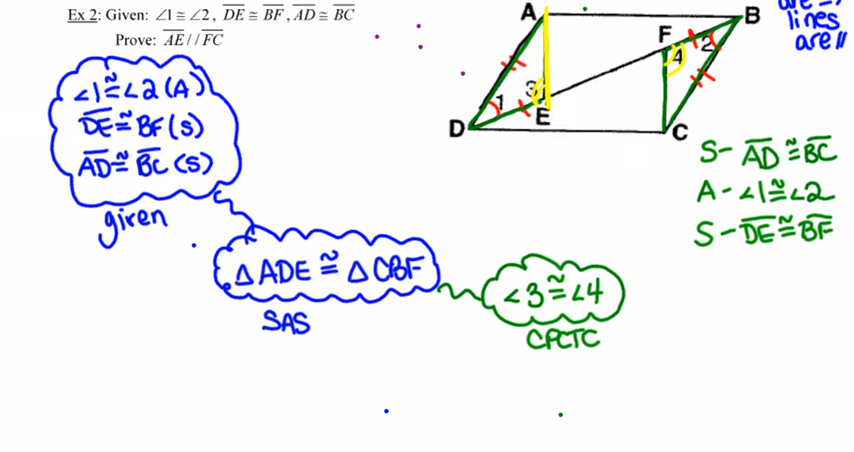 Ex 2: Given: ∠1 ≅ ∠2, DE ≅ BF, AD ≅ BC
Prove: AE // FC
are
lines
are //
A
B
F
2
4
3
1
E
D
C
∠1≅∠2 (A)
DE ≅ BF (S)
AD ≅ BC (S)
given
S- AD ≅ BC
A- ∠1≅∠2
S- DE ≅ BF
△ADE ≅ △CBF
SAS
∠3≅∠4
CPCTC